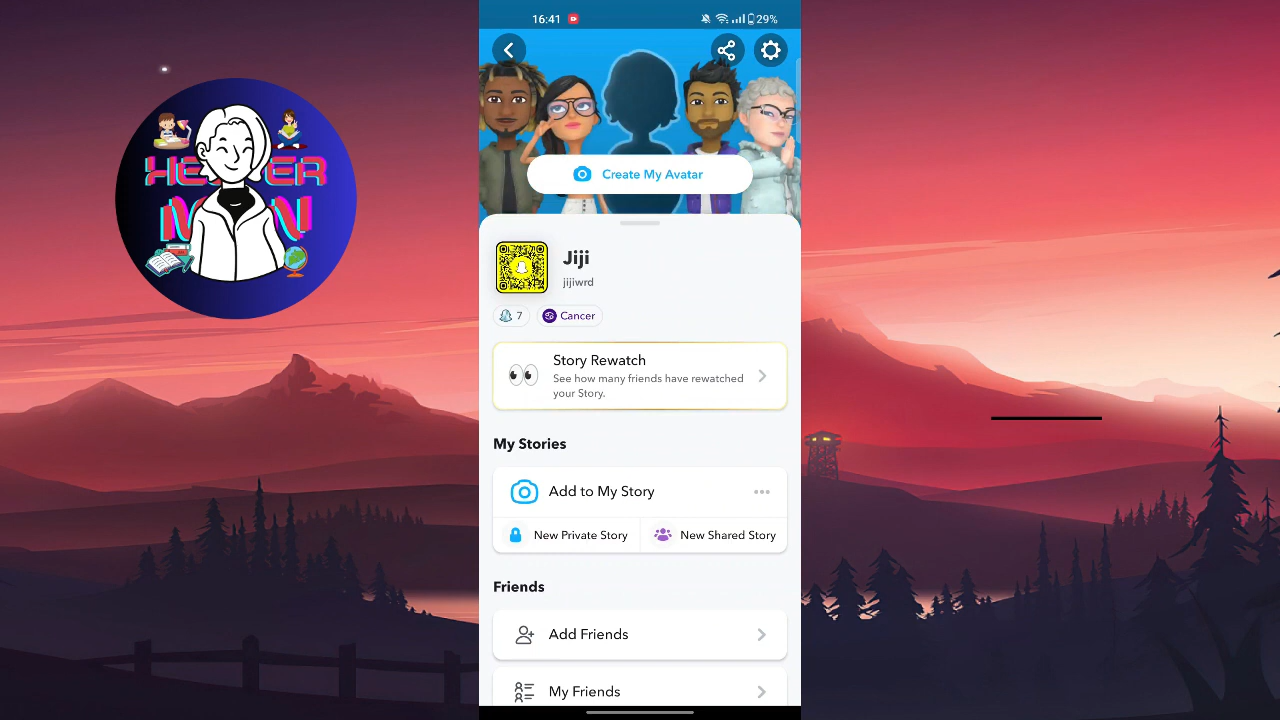 16:41
29%
Create My Avatar
Jiji
jijiwrd
7
Cancer
Story Rewatch
See how many friends have rewatched
your Story.
My Stories
Add to My Story
New Private Story
New Shared Story
Friends
Add Friends
My Friends